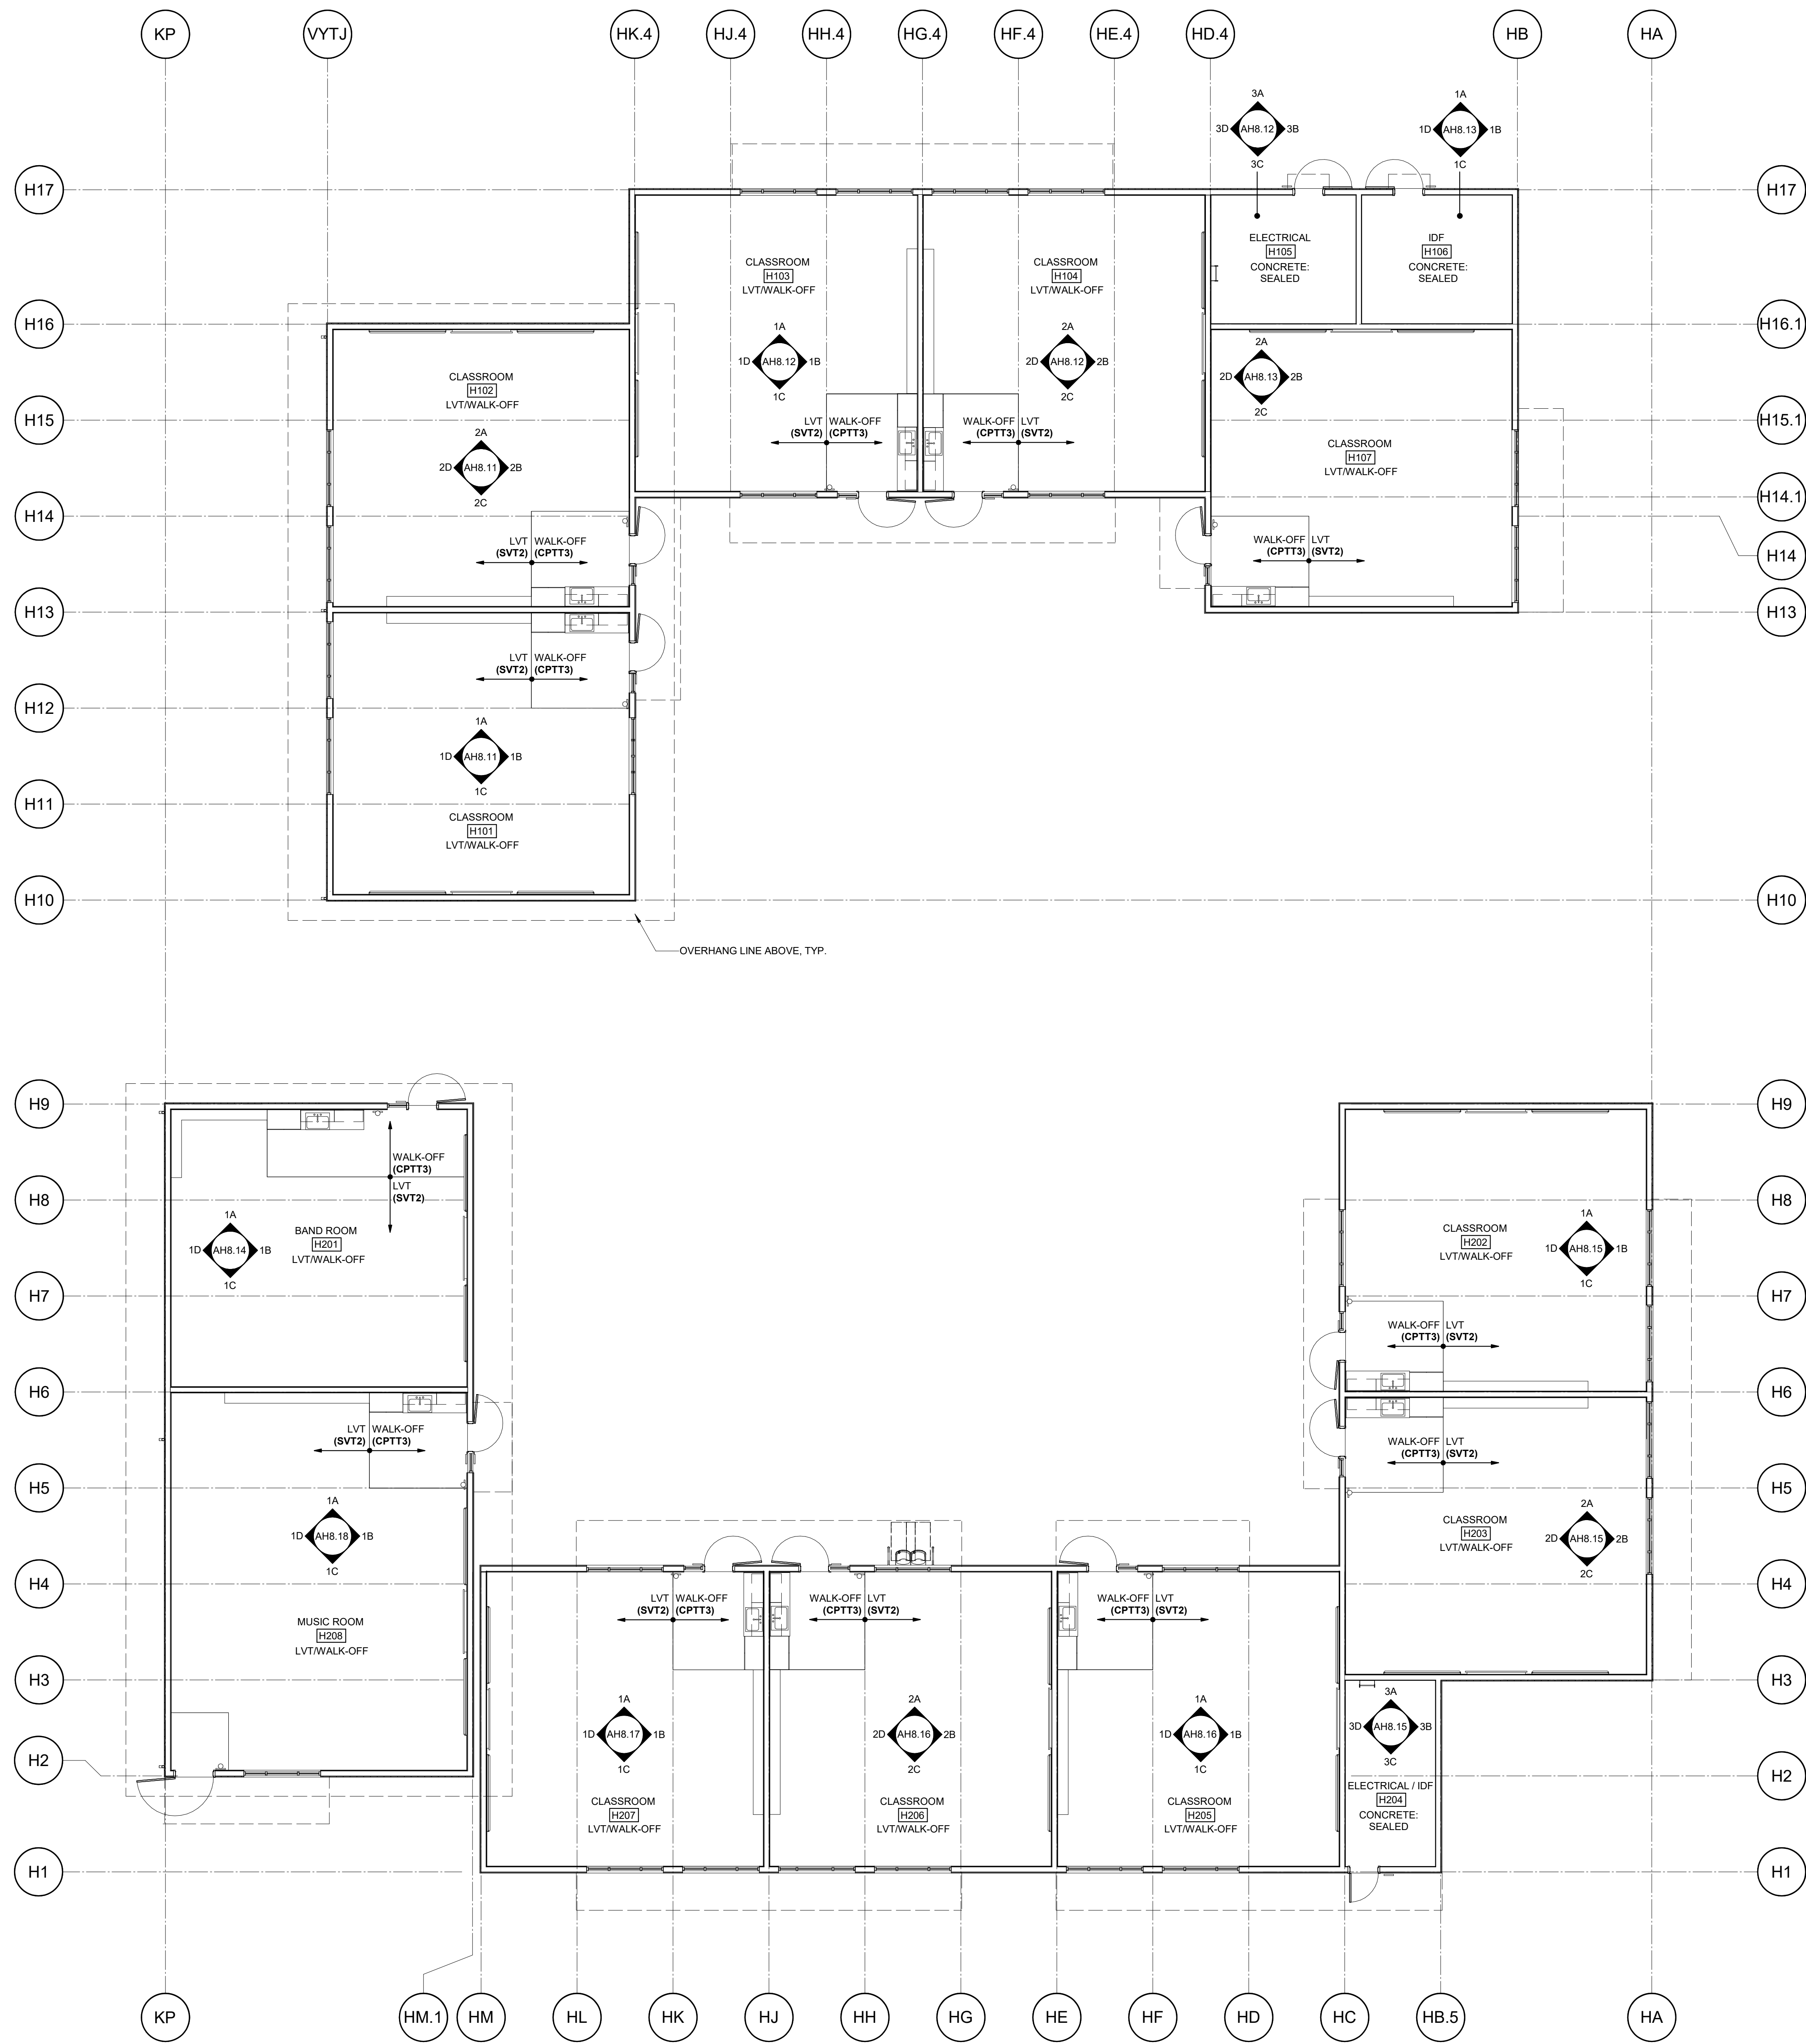 KP
VYTJ
HK.4
HJ.4
HH.4
HG.4
HF.4
HE.4
HD.4
HB
HA
3A
3D
AH8.12
3B
3C
1A
1D
AH8.13
1B
1C
H17
H17
ELECTRICAL
H105
CONCRETE:
SEALED
IDF
H106
CONCRETE:
SEALED
CLASSROOM
H103
LVT/WALK-OFF
CLASSROOM
H104
LVT/WALK-OFF
H16
H16.1
1A
1D
AH8.12
1B
1C
2A
2D
AH8.12
2B
2C
2A
2D
AH8.13
2B
2C
CLASSROOM
H102
LVT/WALK-OFF
H15
H15.1
LVT
(SVT2)
WALK-OFF
(CPTT3)
WALK-OFF
(CPTT3)
LVT
(SVT2)
CLASSROOM
H107
LVT/WALK-OFF
2A
2D
AH8.11
2B
2C
H14.1
H14
H14
LVT
(SVT2)
WALK-OFF
(CPTT3)
WALK-OFF
(CPTT3)
LVT
(SVT2)
H13
H13
LVT
(SVT2)
WALK-OFF
(CPTT3)
H12
1A
1D
AH8.11
1B
1C
H11
CLASSROOM
H101
LVT/WALK-OFF
H10
H10
OVERHANG LINE ABOVE, TYP.
H9
H9
WALK-OFF
(CPTT3)
LVT
(SVT2)
H8
H8
1A
1D
AH8.14
1B
1C
BAND ROOM
H201
LVT/WALK-OFF
CLASSROOM
H202
LVT/WALK-OFF
1A
1D
AH8.15
1B
1C
H7
H7
WALK-OFF
(CPTT3)
LVT
(SVT2)
H6
H6
LVT
(SVT2)
WALK-OFF
(CPTT3)
WALK-OFF
(CPTT3)
LVT
(SVT2)
H5
H5
1A
1D
AH8.18
1B
1C
CLASSROOM
H203
LVT/WALK-OFF
2A
2D
AH8.15
2B
2C
H4
H4
LVT
(SVT2)
WALK-OFF
(CPTT3)
WALK-OFF
(CPTT3)
LVT
(SVT2)
WALK-OFF
(CPTT3)
LVT
(SVT2)
MUSIC ROOM
H208
LVT/WALK-OFF
H3
H3
1A
1D
AH8.17
1B
1C
2A
2D
AH8.16
2B
2C
1A
1D
AH8.16
1B
1C
3A
3D
AH8.15
3B
3C
H2
H2
CLASSROOM
H207
LVT/WALK-OFF
CLASSROOM
H206
LVT/WALK-OFF
CLASSROOM
H205
LVT/WALK-OFF
ELECTRICAL / IDF
H204
CONCRETE:
SEALED
H1
H1
KP
HM.1
HM
HL
HK
HJ
HH
HG
HE
HF
HD
HC
HB.5
HA